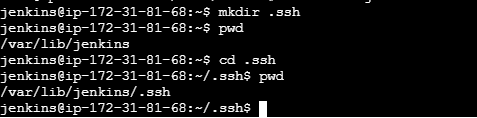 jenkins@ip-172-31-81-68:~$ mkdir .ssh
jenkins@ip-172-31-81-68:~$ pwd
/var/lib/jenkins
jenkins@ip-172-31-81-68:~$ cd .ssh
jenkins@ip-172-31-81-68:~/.ssh$ pwd
/var/lib/jenkins/.ssh
jenkins@ip-172-31-81-68:~/.ssh$